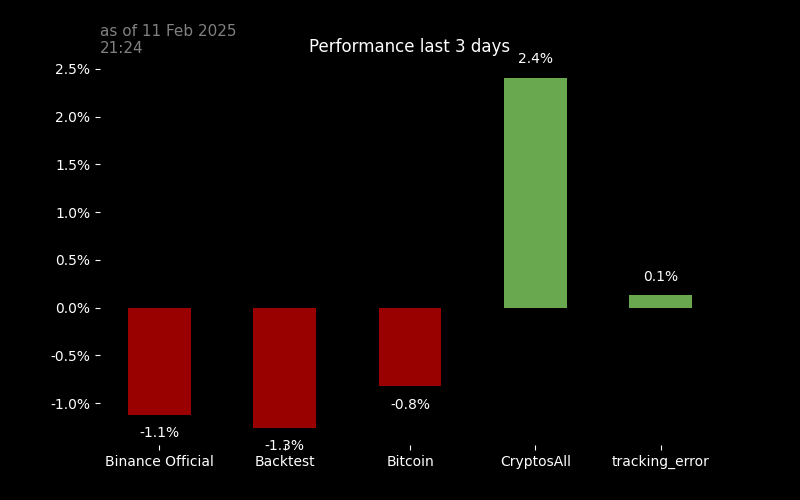 as of 11 Feb 2025
21:24
Performance last 3 days
2.4%
2.5%
2.0%
1.5%
1.0%
0.5%
0.1%
0.0%
-0.5%
-1.0%
-0.8%
-1.1%
-1.3%
Binance Official
Backtest
Bitcoin
CryptosAll
tracking_error